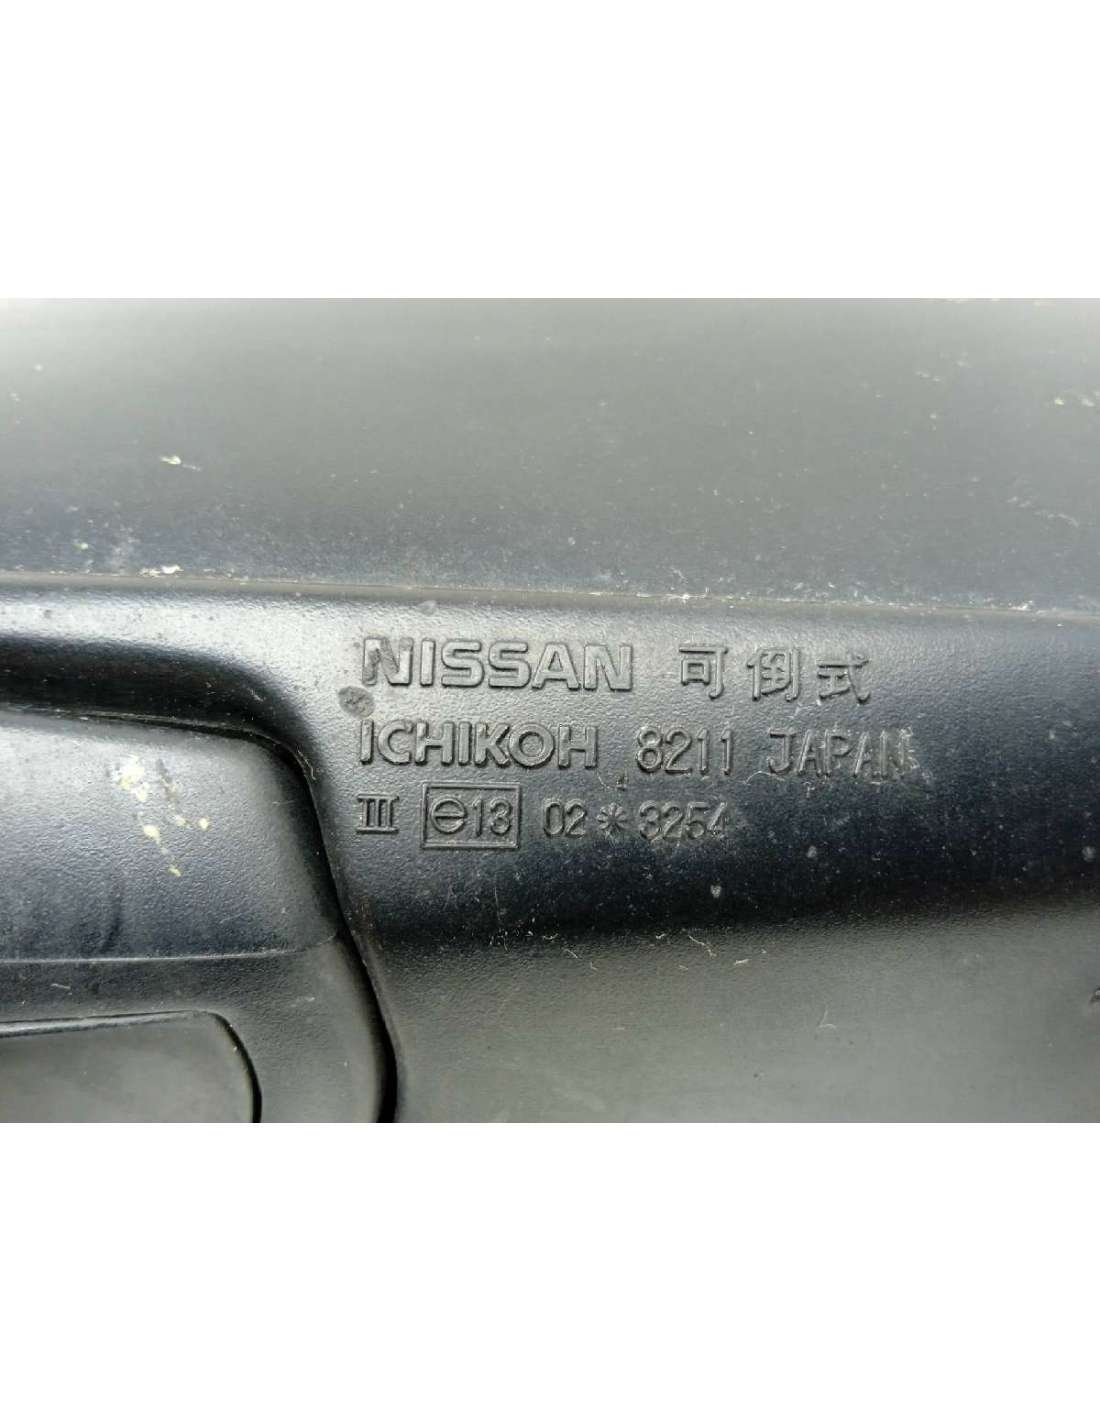 NISSAN 可倒式
ICHIKOH 8211 JAPAN
III e13 02*3254